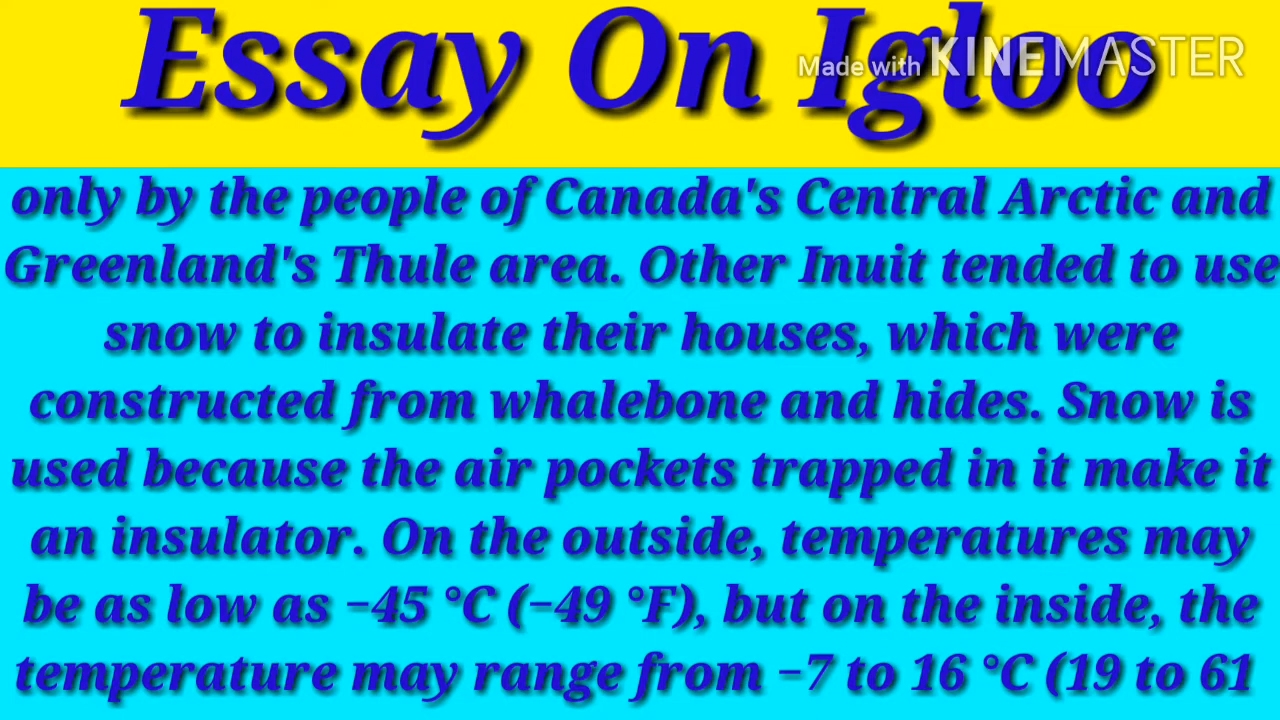 Essay On Igloo
Made with KINEMASTER
only by the people of Canada's Central Arctic and
Greenland's Thule area. Other Inuit tended to use
snow to insulate their houses, which were
constructed from whalebone and hides. Snow is
used because the air pockets trapped in it make it
an insulator. On the outside, temperatures may
be as low as −45 °C (−49 °F), but on the inside, the
temperature may range from −7 to 16 °C (19 to 61